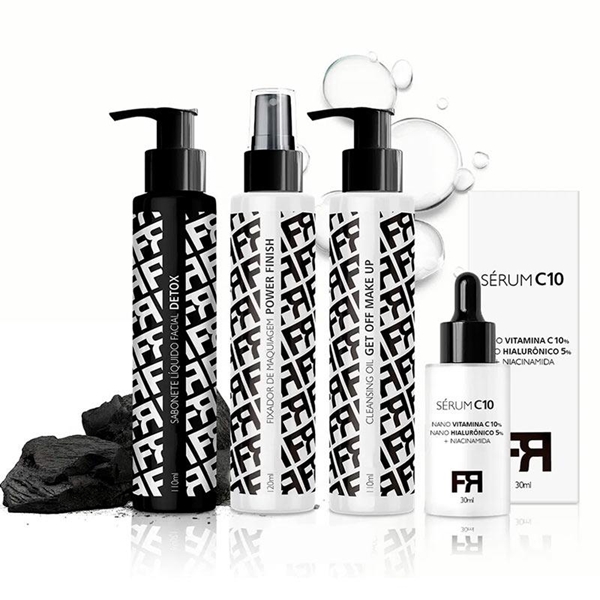 SABONETE LÍQUIDO FACIAL DETOX
110ml
FIXADOR DE MAQUIAGEM POWER FINISH
120ml
CLEANSING OIL GET OFF MAKE UP
110ml
SÉRUM C10
NANO VITAMINA C 10%
NANO HIALURÔNICO 5%
+ NIACINAMIDA
FR
30ml
SÉRUM C10
O VITAMINA C 10%
O HIALURÔNICO 5%
+ NIACINAMIDA
30ml